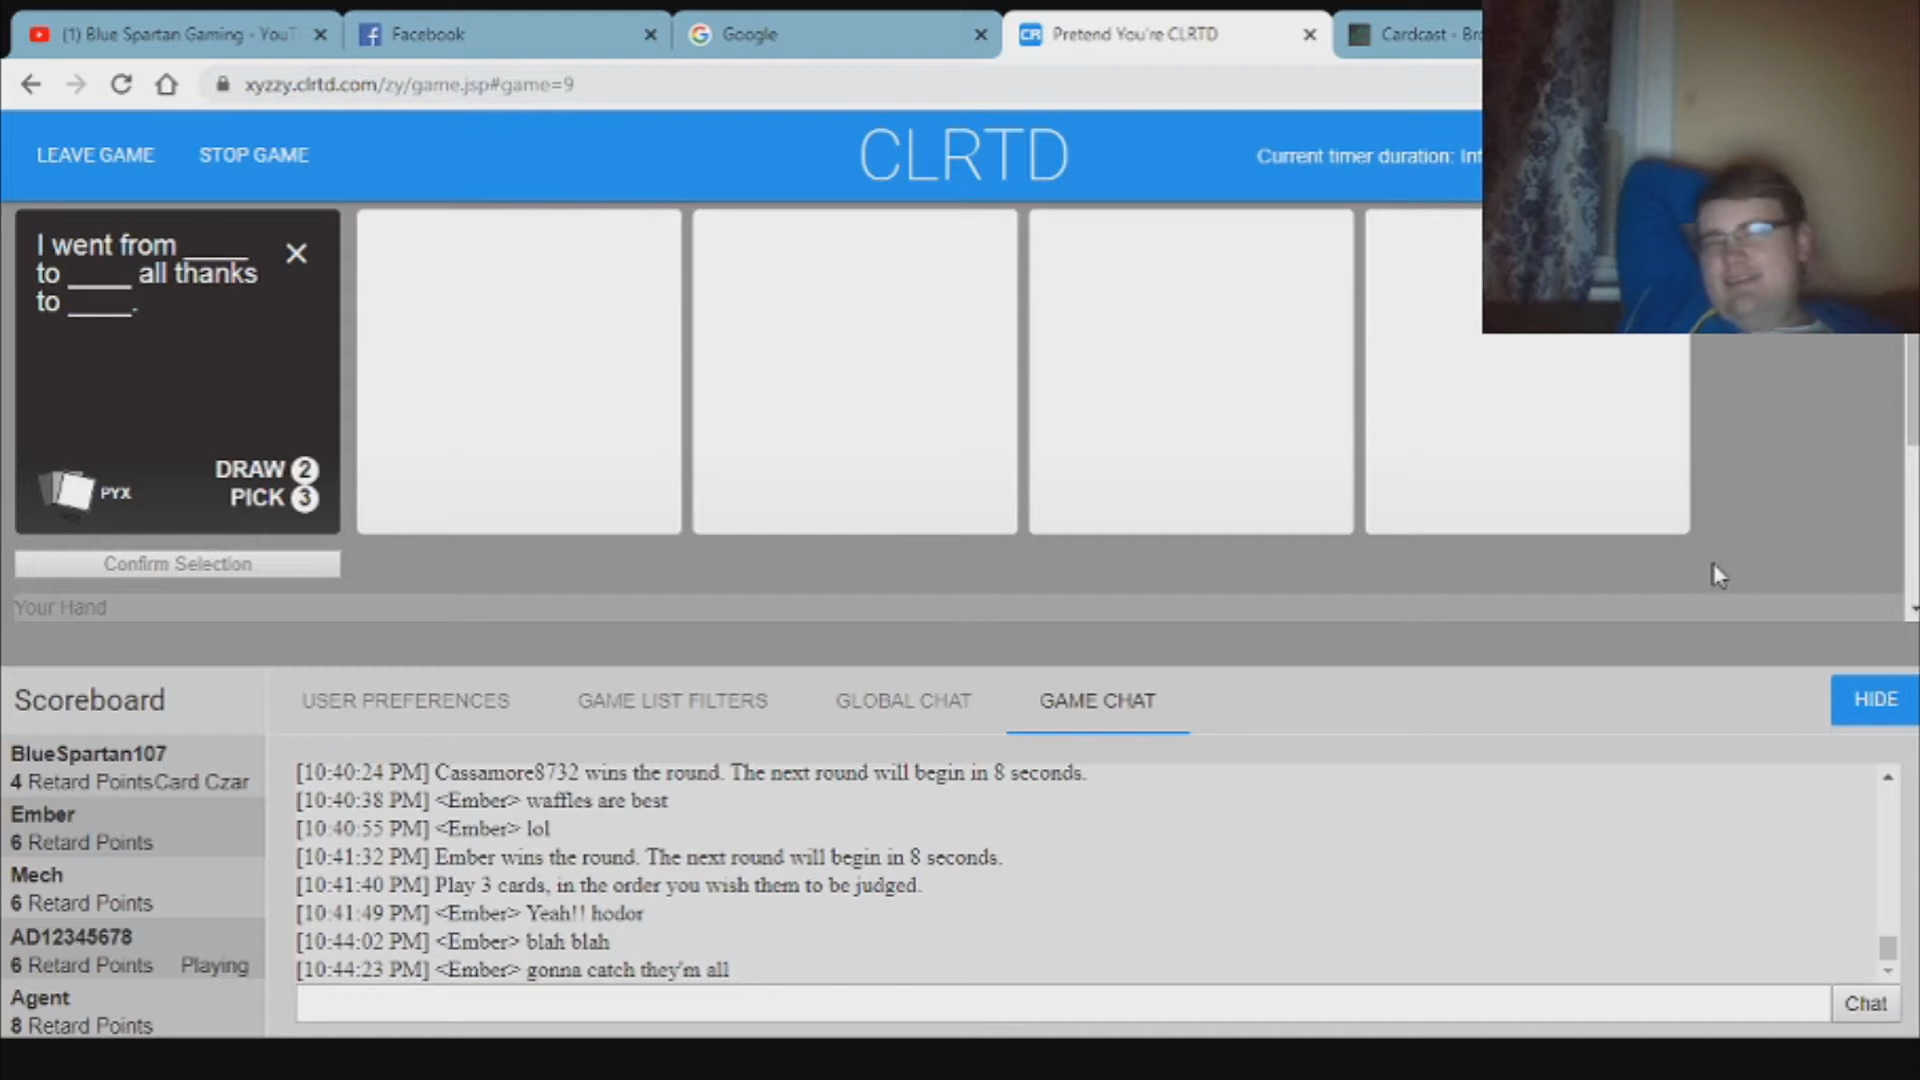 (1) Blue Spartan Gaming - YouT
Facebook
Google
CR Pretend You're CLRTD
Cardcast - Bro
xyzzy.clrtd.com/zy/game.jsp#game=9
LEAVE GAME
STOP GAME
CLRTD
Current timer duration: Inf
I went from _____
to _____ all thanks
to _____.
DRAW 2
PICK 3
PYX
Confirm Selection
Your Hand
Scoreboard
USER PREFERENCES
GAME LIST FILTERS
GLOBAL CHAT
GAME CHAT
HIDE
BlueSpartan107
4 Retard PointsCard Czar
Ember
6 Retard Points
Mech
6 Retard Points
AD12345678
6 Retard Points Playing
Agent
8 Retard Points
[10:40:24 PM] Cassamore8732 wins the round. The next round will begin in 8 seconds.
[10:40:38 PM] <Ember> waffles are best
[10:40:55 PM] <Ember> lol
[10:41:32 PM] Ember wins the round. The next round will begin in 8 seconds.
[10:41:40 PM] Play 3 cards, in the order you wish them to be judged.
[10:41:49 PM] <Ember> Yeah!! hodor
[10:44:02 PM] <Ember> blah blah
[10:44:23 PM] <Ember> gonna catch they'm all
Chat